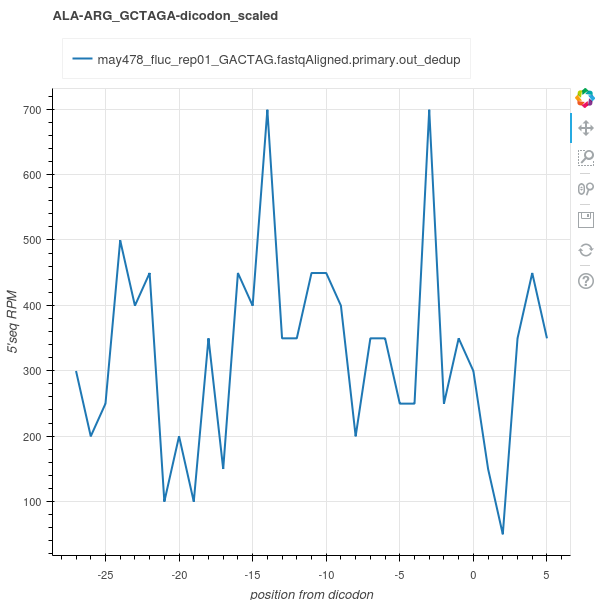 ALA-ARG_GCTAGA-dicodon_scaled
may478_fluc_rep01_GACTAG.fastqAligned.primary.out_dedup
700
600
500
400
300
200
100
5'seq RPM
-25 -20 -15 -10 -5 0 5
position from dicodon